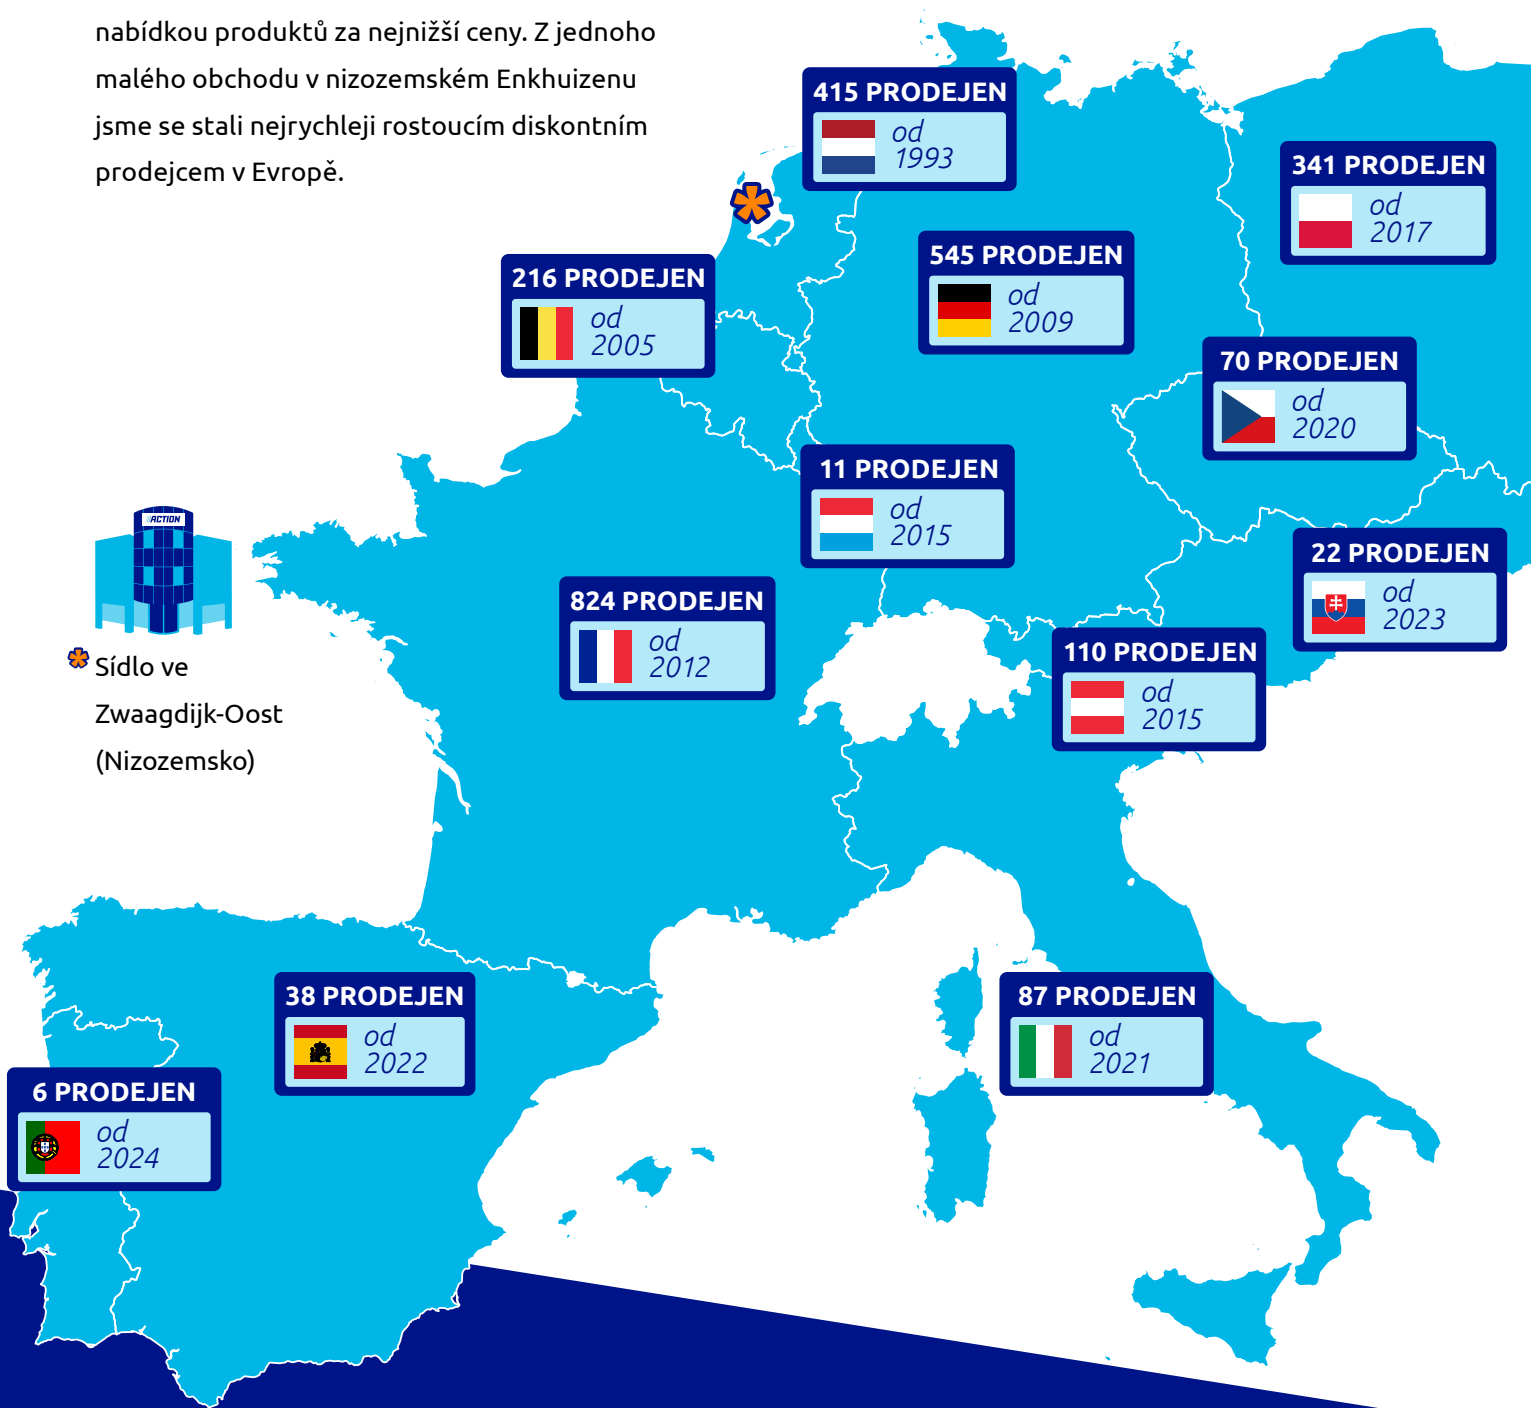 nabídkou produktů za nejnižší ceny. Z jednoho
malého obchodu v nizozemském Enkhuizenu
jsme se stali nejrychleji rostoucím diskontním
prodejcem v Evropě.
415 PRODEJEN
od
1993
341 PRODEJEN
od
2017
216 PRODEJEN
od
2005
545 PRODEJEN
od
2009
70 PRODEJEN
od
2020
11 PRODEJEN
od
2015
22 PRODEJEN
od
2023
824 PRODEJEN
od
2012
110 PRODEJEN
od
2015
ACTION
Sídlo ve
Zwaagdijk-Oost
(Nizozemsko)
38 PRODEJEN
od
2022
87 PRODEJEN
od
2021
6 PRODEJEN
od
2024